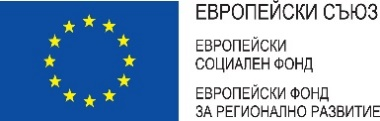 ЕВРОПЕЙСКИ СЪЮЗ
ЕВРОПЕЙСКИ
СОЦИАЛЕН ФОНД
ЕВРОПЕЙСКИ ФОНД
ЗА РЕГИОНАЛНО РАЗВИТИЕ